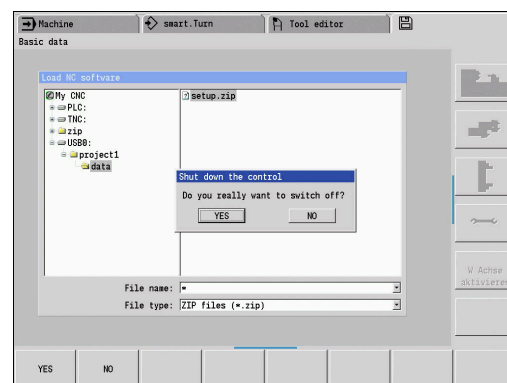 Machine
smart.Turn
Tool editor
Basic data
Load NC software
My CNC
PLC:
TNC:
zip
USB0:
project1
data
setup.zip
Shut down the control
Do you really want to switch off?
YES
NO
File name: *
File type: ZIP files (*.zip)
W Achse
aktivieren
YES
NO